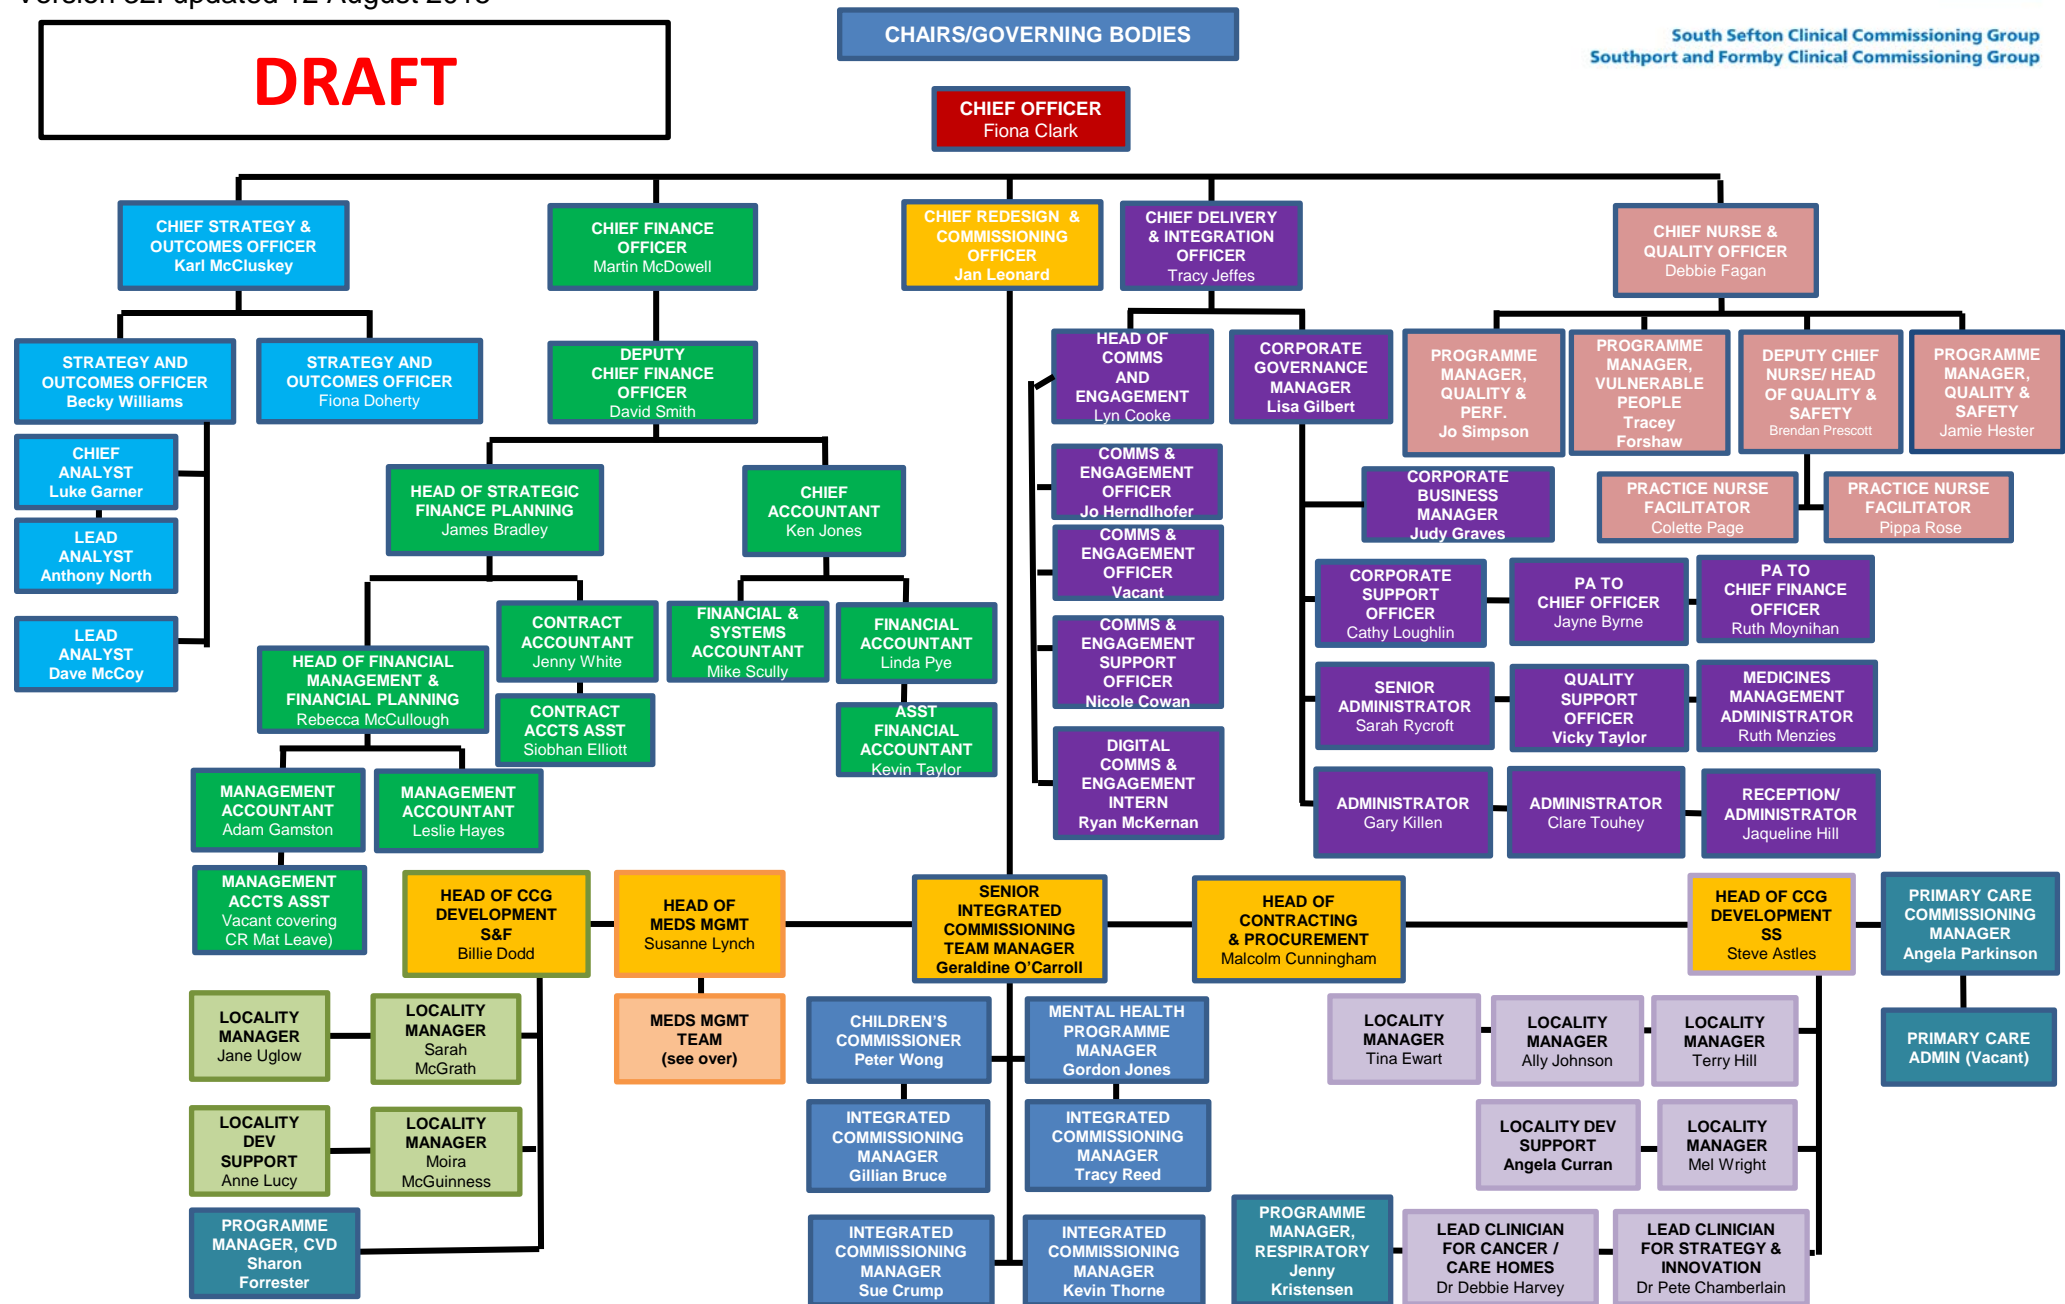 Version 82: updated 12 August 2015
DRAFT
CHAIRS/GOVERNING BODIES
South Sefton Clinical Commissioning Group
Southport and Formby Clinical Commissioning Group
CHIEF OFFICER
Fiona Clark
CHIEF STRATEGY &
OUTCOMES OFFICER
Karl McCluskey
CHIEF FINANCE
OFFICER
Martin McDowell
CHIEF REDESIGN &
COMMISSIONING
OFFICER
Jan Leonard
CHIEF DELIVERY
& INTEGRATION
OFFICER
Tracy Jeffes
CHIEF NURSE &
QUALITY OFFICER
Debbie Fagan
STRATEGY AND
OUTCOMES OFFICER
Becky Williams
STRATEGY AND
OUTCOMES OFFICER
Fiona Doherty
DEPUTY
CHIEF FINANCE
OFFICER
David Smith
HEAD OF
COMMS
AND
ENGAGEMENT
Lyn Cooke
CORPORATE
GOVERNANCE
MANAGER
Lisa Gilbert
PROGRAMME
MANAGER,
QUALITY &
PERF.
Jo Simpson
PROGRAMME
MANAGER,
VULNERABLE
PEOPLE
Tracey
Forshaw
DEPUTY CHIEF
NURSE/ HEAD
OF QUALITY &
SAFETY
Brendan Prescott
PROGRAMME
MANAGER,
QUALITY &
SAFETY
Jamie Hester
CHIEF
ANALYST
Luke Garner
HEAD OF STRATEGIC
FINANCE PLANNING
James Bradley
CHIEF
ACCOUNTANT
Ken Jones
COMMS &
ENGAGEMENT
OFFICER
Jo Herndlhofer
CORPORATE
BUSINESS
MANAGER
Judy Graves
PRACTICE NURSE
FACILITATOR
Colette Page
PRACTICE NURSE
FACILITATOR
Pippa Rose
LEAD
ANALYST
Anthony North
COMMS &
ENGAGEMENT
OFFICER
Vacant
CORPORATE
SUPPORT
OFFICER
Cathy Loughlin
PA TO
CHIEF OFFICER
Jayne Byrne
PA TO
CHIEF FINANCE
OFFICER
Ruth Moynihan
LEAD
ANALYST
Dave McCoy
HEAD OF FINANCIAL
MANAGEMENT &
FINANCIAL PLANNING
Rebecca McCullough
CONTRACT
ACCOUNTANT
Jenny White
FINANCIAL &
SYSTEMS
ACCOUNTANT
Mike Scully
FINANCIAL
ACCOUNTANT
Linda Pye
COMMS &
ENGAGEMENT
SUPPORT
OFFICER
Nicole Cowan
SENIOR
ADMINISTRATOR
Sarah Rycroft
QUALITY
SUPPORT
OFFICER
Vicky Taylor
MEDICINES
MANAGEMENT
ADMINISTRATOR
Ruth Menzies
CONTRACT
ACCTS ASST
Siobhan Elliott
ASST
FINANCIAL
ACCOUNTANT
Kevin Taylor
DIGITAL
COMMS &
ENGAGEMENT
INTERN
Ryan McKernan
MANAGEMENT
ACCOUNTANT
Adam Gamston
MANAGEMENT
ACCOUNTANT
Leslie Hayes
ADMINISTRATOR
Gary Killen
ADMINISTRATOR
Clare Touhey
RECEPTION/
ADMINISTRATOR
Jaqueline Hill
MANAGEMENT
ACCTS ASST
Vacant covering
CR Mat Leave)
HEAD OF CCG
DEVELOPMENT
S&F
Billie Dodd
HEAD OF
MEDS MGMT
Susanne Lynch
SENIOR
INTEGRATED
COMMISSIONING
TEAM MANAGER
Geraldine O'Carroll
HEAD OF
CONTRACTING
& PROCUREMENT
Malcolm Cunningham
HEAD OF CCG
DEVELOPMENT
SS
Steve Astles
PRIMARY CARE
COMMISSIONING
MANAGER
Angela Parkinson
LOCALITY
MANAGER
Jane Uglow
LOCALITY
MANAGER
Sarah
McGrath
MEDS MGMT
TEAM
(see over)
CHILDREN'S
COMMISSIONER
Peter Wong
MENTAL HEALTH
PROGRAMME
MANAGER
Gordon Jones
LOCALITY
MANAGER
Tina Ewart
LOCALITY
MANAGER
Ally Johnson
LOCALITY
MANAGER
Terry Hill
PRIMARY CARE
ADMIN (Vacant)
LOCALITY
DEV
SUPPORT
Anne Lucy
LOCALITY
MANAGER
Moira
McGuinness
INTEGRATED
COMMISSIONING
MANAGER
Gillian Bruce
INTEGRATED
COMMISSIONING
MANAGER
Tracy Reed
LOCALITY DEV
SUPPORT
Angela Curran
LOCALITY
MANAGER
Mel Wright
PROGRAMME
MANAGER, CVD
Sharon
Forrester
INTEGRATED
COMMISSIONING
MANAGER
Sue Crump
INTEGRATED
COMMISSIONING
MANAGER
Kevin Thorne
PROGRAMME
MANAGER,
RESPIRATORY
Jenny
Kristensen
LEAD CLINICIAN
FOR CANCER /
CARE HOMES
Dr Debbie Harvey
LEAD CLINICIAN
FOR STRATEGY &
INNOVATION
Dr Pete Chamberlain